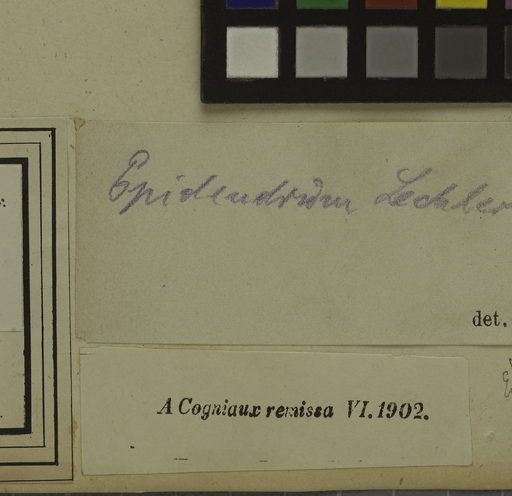 Epidendrum Lechler
det.
A Cogniaux remissa VI. 1902.